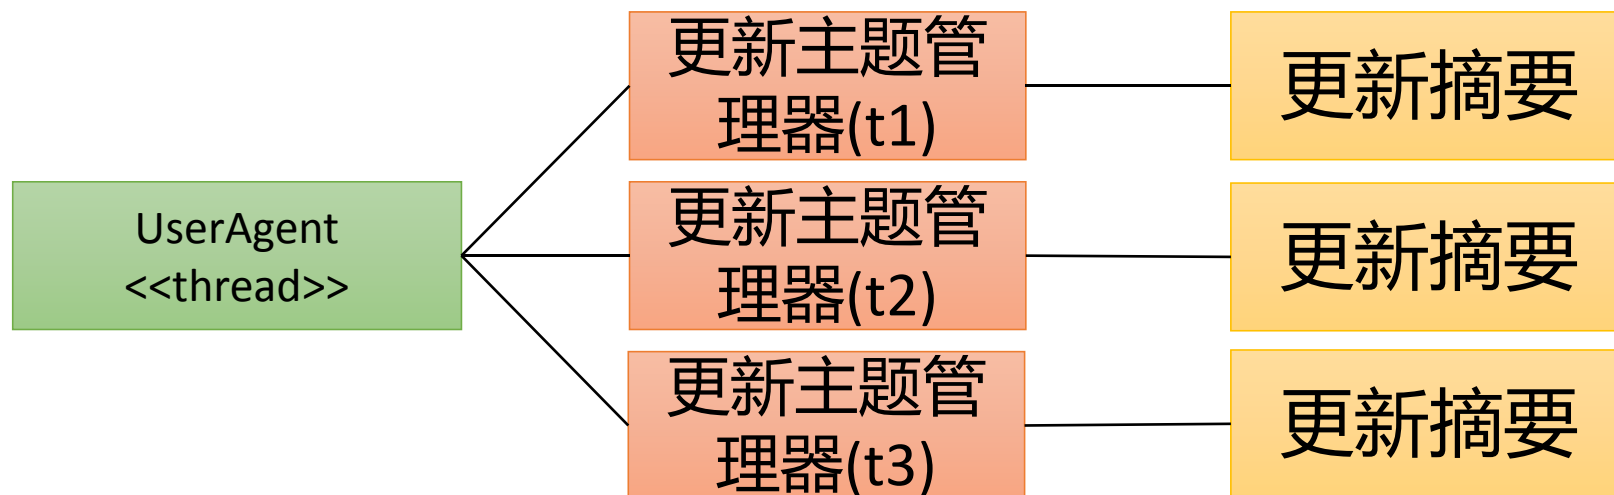 UserAgent
<<thread>>
更新主题管
理器(t1)
更新摘要
更新主题管
理器(t2)
更新摘要
更新主题管
理器(t3)
更新摘要